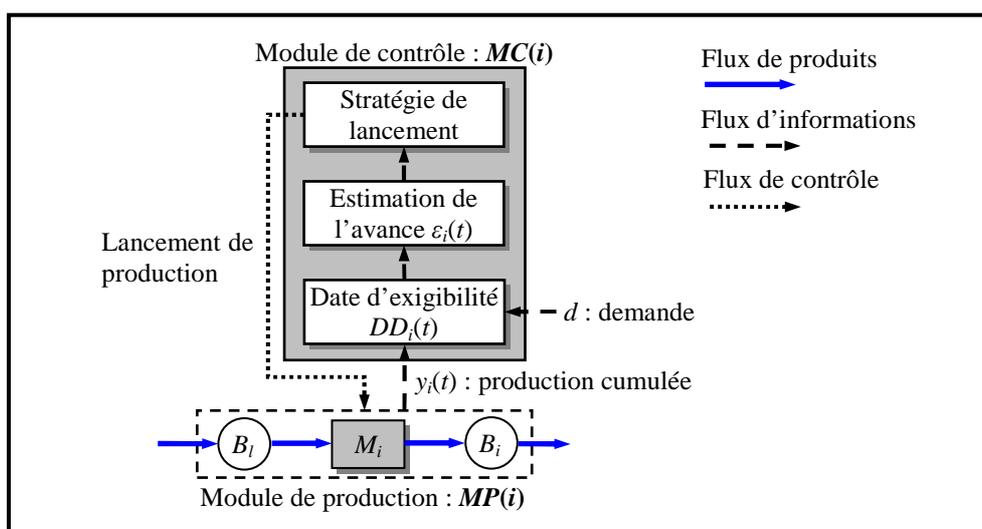 Module de contrôle : MC(i)
Stratégie de
lancement
Estimation de
l'avance εi(t)
Date d'exigibilité
DDi(t)
d : demande
yi(t) : production cumulée
Lancement de
production
Bl
Mi
Bi
Module de production : MP(i)
Flux de produits
Flux d'informations
Flux de contrôle